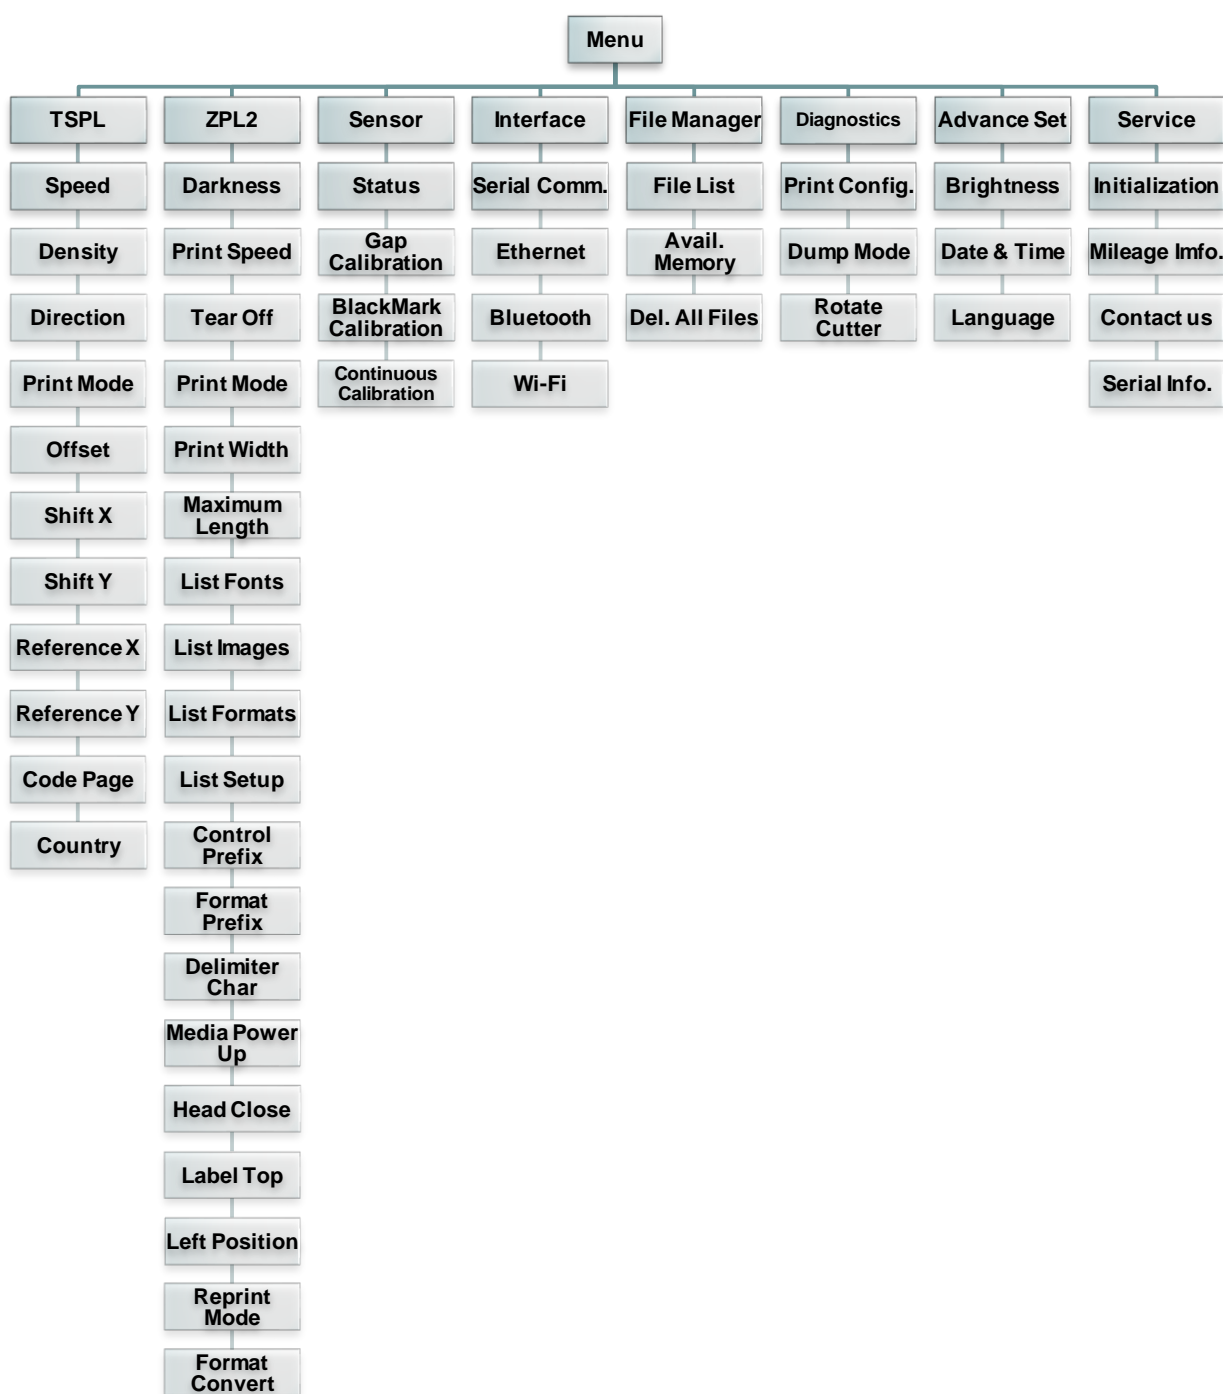 Menu
TSPL
ZPL2
Sensor
Interface
File Manager
Diagnostics
Advance Set
Service
Speed
Darkness
Status
Serial Comm.
File List
Print Config.
Brightness
Initialization
Density
Print Speed
Gap
Calibration
Ethernet
Avail.
Memory
Dump Mode
Date & Time
Mileage Imfo.
Direction
Tear Off
BlackMark
Calibration
Bluetooth
Del. All Files
Rotate
Cutter
Language
Contact us
Print Mode
Print Mode
Continuous
Calibration
Wi-Fi
Serial Info.
Offset
Print Width
Shift X
Maximum
Length
Shift Y
List Fonts
Reference X
List Images
Reference Y
List Formats
Code Page
List Setup
Country
Control
Prefix
Format
Prefix
Delimiter
Char
Media Power
Up
Head Close
Label Top
Left Position
Reprint
Mode
Format
Convert